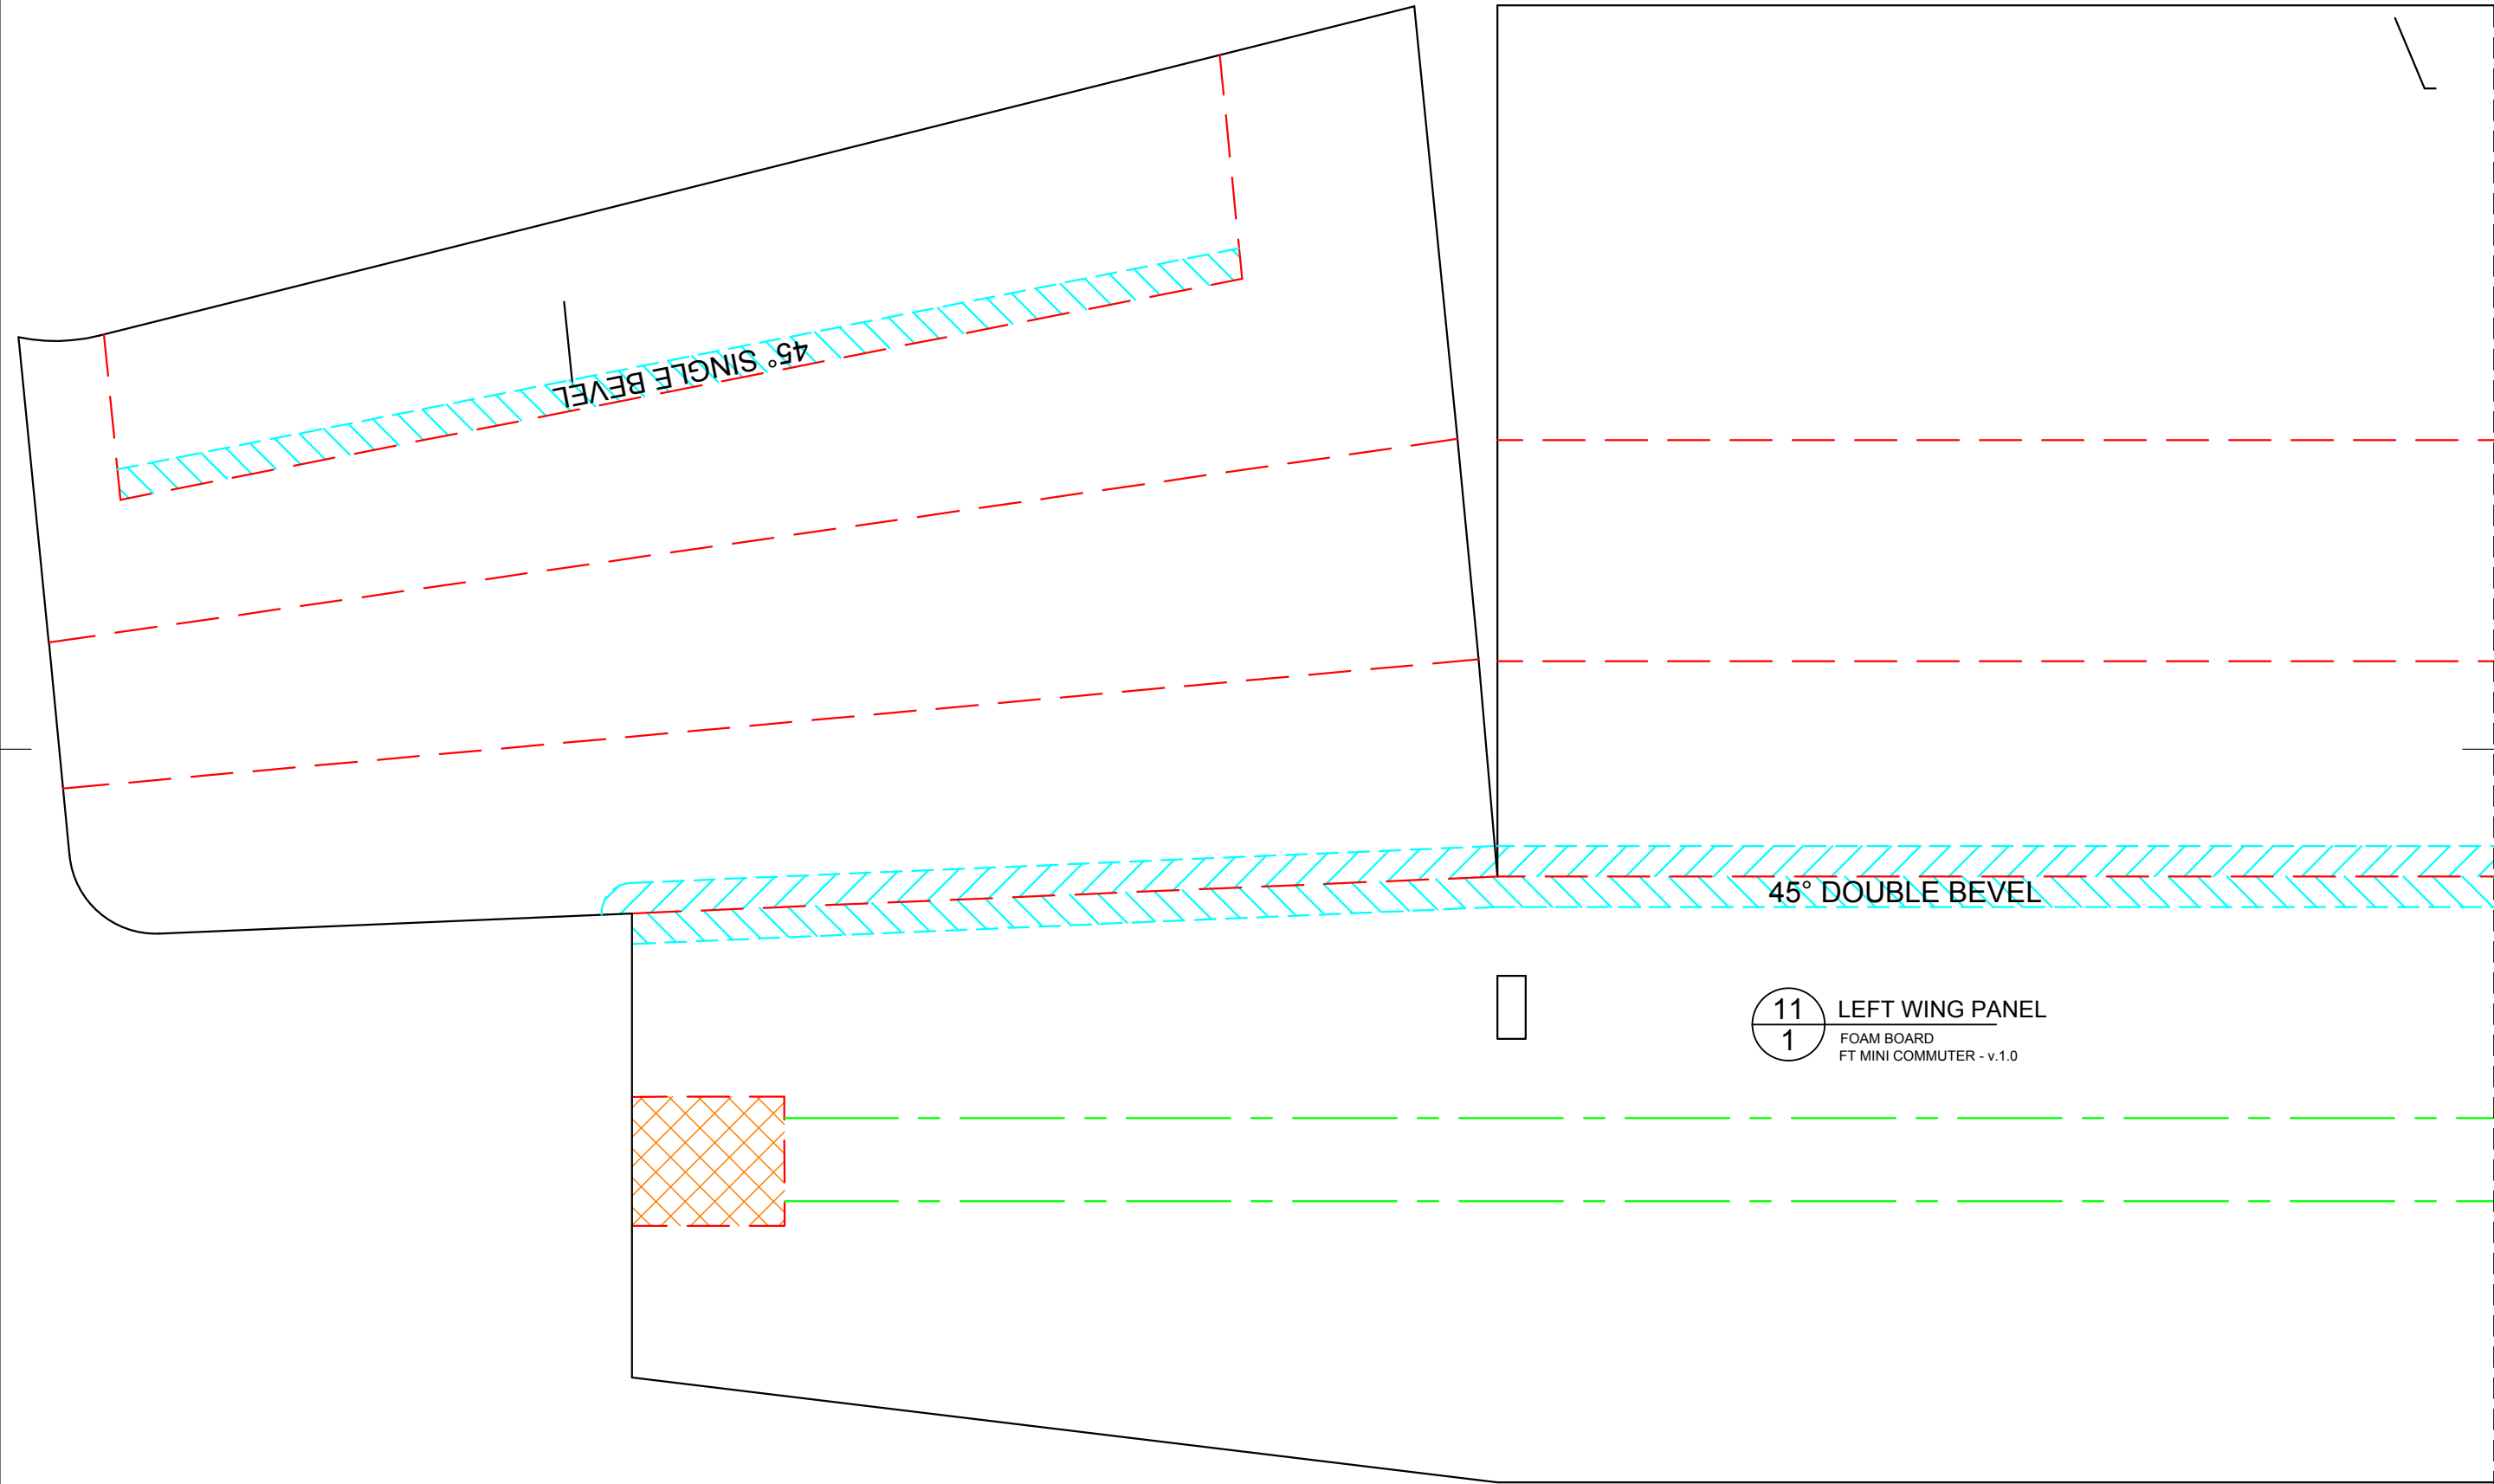 45° SINGLE BEVEL
45° DOUBLE BEVEL
11
1
LEFT WING PANEL
FOAM BOARD
FT MINI COMMUTER - v.1.0